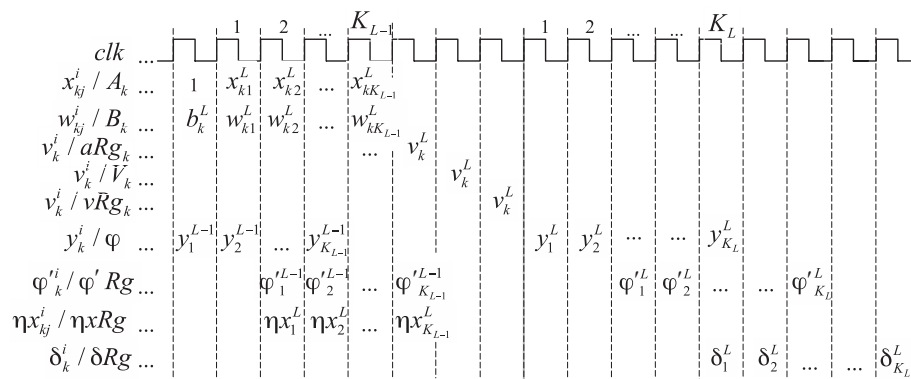 1 2 ... K_{L-1} 1 2 ... ... K_L
clk ...
x^i_{kj} / A_k ... 1 x^L_{k1} x^L_{k2} ... x^L_{kK_{L-1}}
w^i_{kj} / B_k ... b^L_k w^L_{k1} w^L_{k2} ... w^L_{kK_{L-1}}
v^i_k / aRg_k ... ... v^L_k
v^i_k / V_k ... v^L_k
v^i_k / vRg_k ... v^L_k
y^i_k / φ ... y^{L-1}_1 y^{L-1}_2 ... y^{L-1}_{K_{L-1}} y^L_1 y^L_2 ... ... y^L_{K_L}
φ'^i_k / φ' Rg ... φ'^{L-1}_1 φ'^{L-1}_2 ... φ'^{L-1}_{K_{L-1}} φ'^L_1 φ'^L_2 ... ... φ'^L_{K_L}
ηx^i_{kj} / ηxRg ... ηx^L_1 ηx^L_2 ... ηx^L_{K_{L-1}}
δ^i_k / δRg ... δ^L_1 δ^L_2 ... ... δ^L_{K_L}